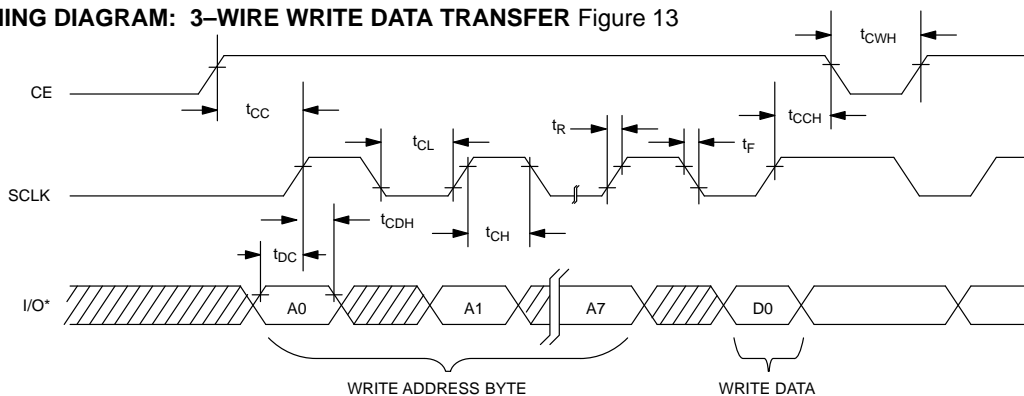 NING DIAGRAM: 3–WIRE WRITE DATA TRANSFER Figure 13
tCWH
CE
tCC
tCCH
tR
tF
tCL
SCLK
tCDH
tCH
tDC
I/O*
A0
A1
A7
D0
WRITE ADDRESS BYTE
WRITE DATA